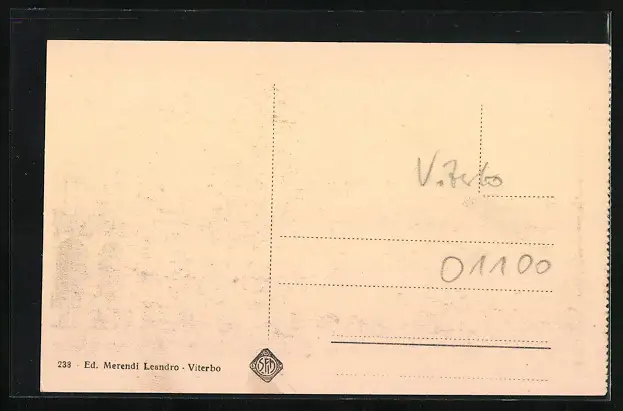 Viterbo
01100
238 - Ed. Merendi Leandro - Viterbo